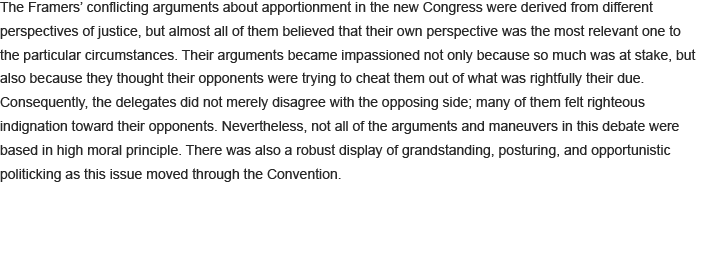 The Framers’ conflicting arguments about apportionment in the new Congress were derived from different
perspectives of justice, but almost all of them believed that their own perspective was the most relevant one to
the particular circumstances. Their arguments became impassioned not only because so much was at stake, but
also because they thought their opponents were trying to cheat them out of what was rightfully their due.
Consequently, the delegates did not merely disagree with the opposing side; many of them felt righteous
indignation toward their opponents. Nevertheless, not all of the arguments and maneuvers in this debate were
based in high moral principle. There was also a robust display of grandstanding, posturing, and opportunistic
politicking as this issue moved through the Convention.